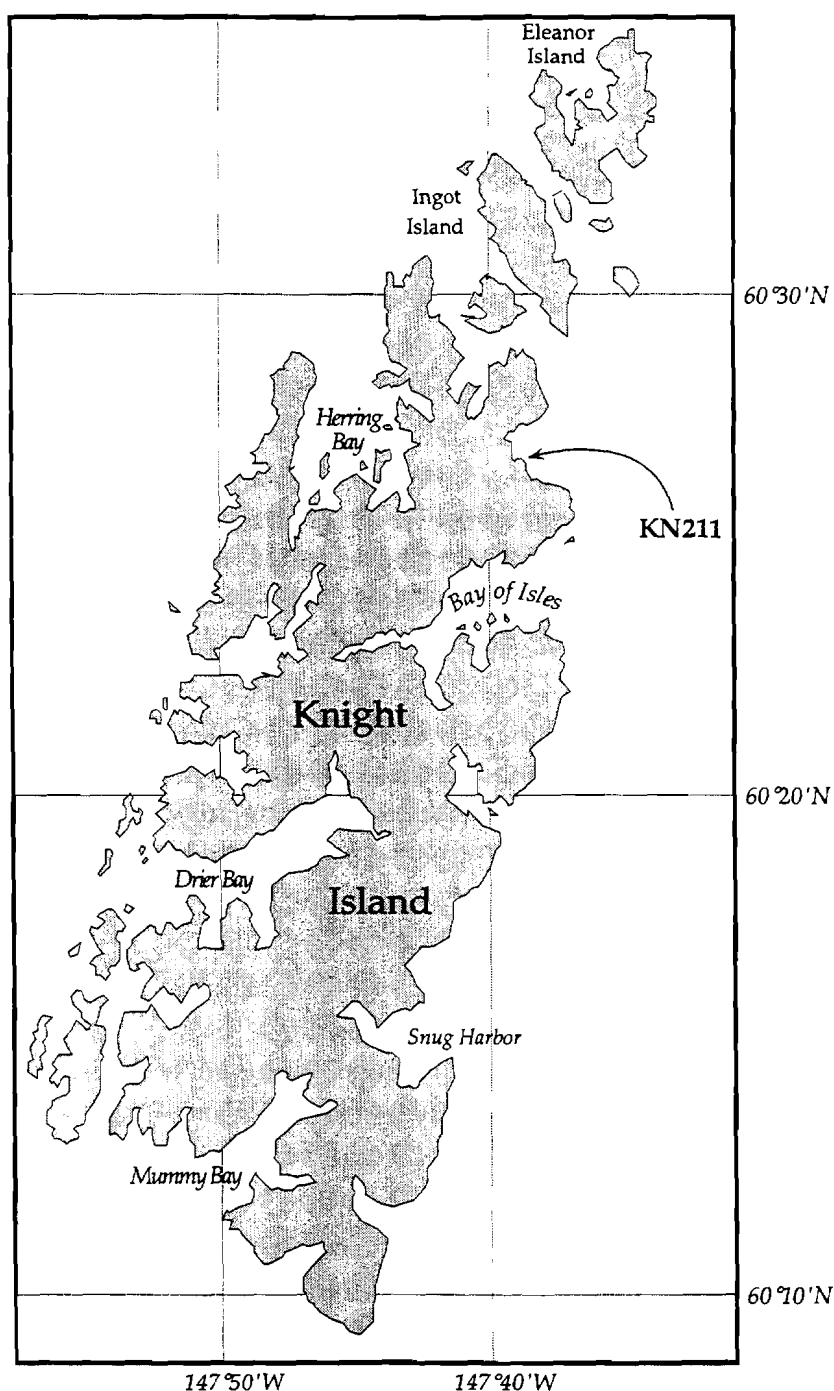 Eleanor
Island
Ingot
Island
60°30'N
Herring
Bay
KN211
Bay of Isles
Knight
60°20'N
Drier Bay
Island
Snug Harbor
Mummy Bay
60°10'N
147°50'W
147°40'W